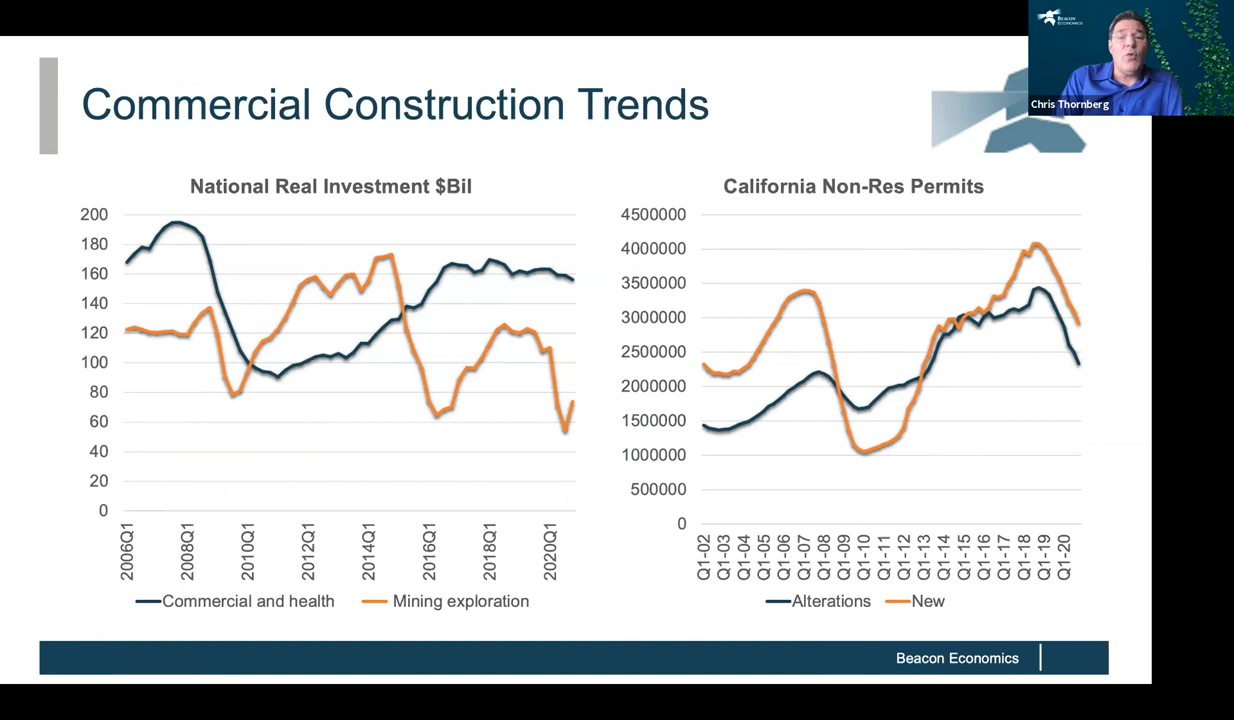 BEACON
ECONOMICS
Chris Thornberg
Commercial Construction Trends
National Real Investment $Bil
200
180
160
140
120
100
80
60
40
20
0
2006Q1
2008Q1
2010Q1
2012Q1
2014Q1
2016Q1
2018Q1
2020Q1
Commercial and health
Mining exploration
California Non-Res Permits
4500000
4000000
3500000
3000000
2500000
2000000
1500000
1000000
500000
0
Q1-02
Q1-03
Q1-04
Q1-05
Q1-06
Q1-07
Q1-08
Q1-09
Q1-10
Q1-11
Q1-12
Q1-13
Q1-14
Q1-15
Q1-16
Q1-17
Q1-18
Q1-19
Q1-20
Alterations
New
Beacon Economics